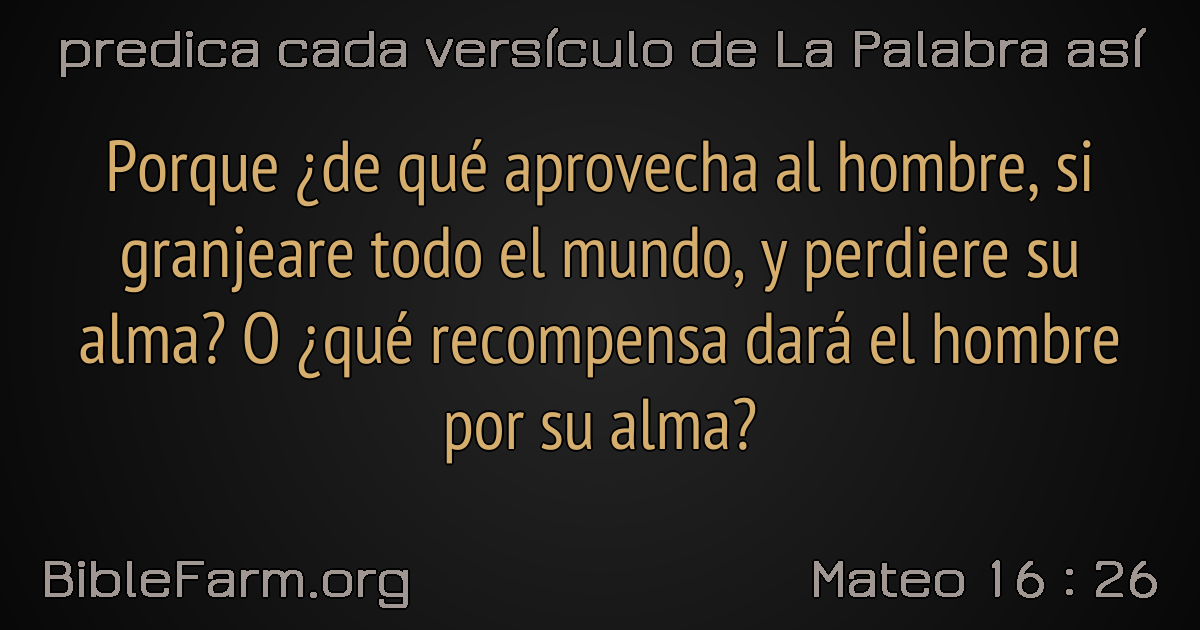 predica cada versículo de La Palabra así
Porque ¿de qué aprovecha al hombre, si
granjeare todo el mundo, y perdiere su
alma? O ¿qué recompensa dará el hombre
por su alma?
BibleFarm.org
Mateo 16 : 26